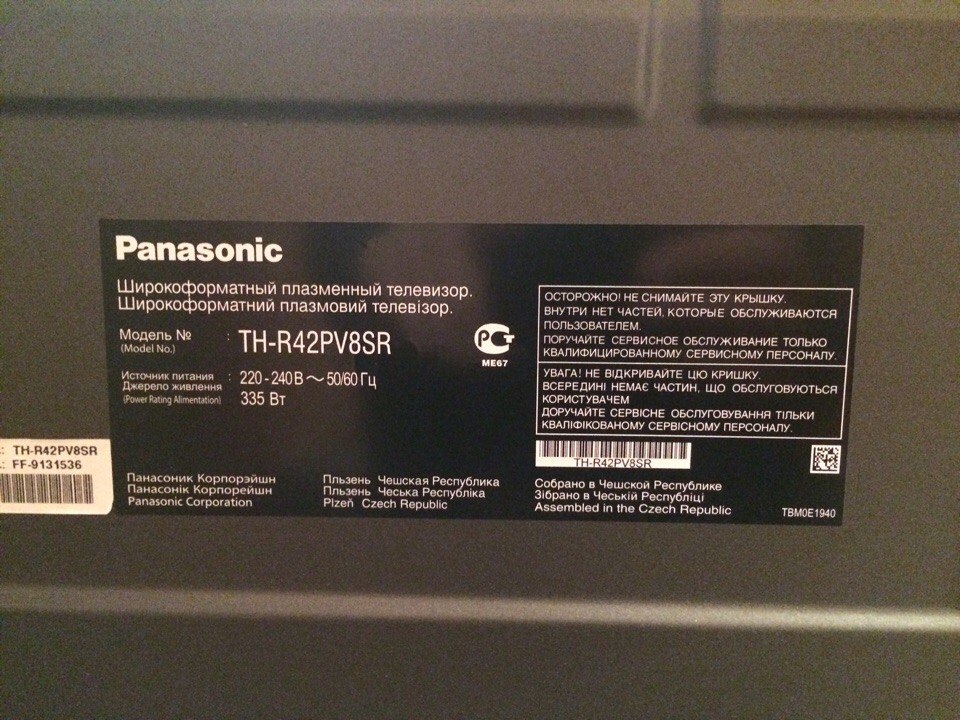 Panasonic
Широкоформатный плазменный телевизор.
Широкоформатний плазмовий телевізор.
Модель № : TH-R42PV8SR
(Model No.)
Источник питания : 220-240В ~ 50/60 Гц
Джерело живлення
(Power Rating Alimentation) 335 Вт
РСТ
ME67
ОСТОРОЖНО! НЕ СНИМАЙТЕ ЭТУ КРЫШКУ.
ВНУТРИ НЕТ ЧАСТЕЙ, КОТОРЫЕ ОБСЛУЖИВАЮТСЯ
ПОЛЬЗОВАТЕЛЕМ.
ПОРУЧАЙТЕ СЕРВИСНОЕ ОБСЛУЖИВАНИЕ ТОЛЬКО
КВАЛИФИЦИРОВАННОМУ СЕРВИСНОМУ ПЕРСОНАЛУ.
УВАГА! НЕ ВІДКРИВАЙТЕ ЦЮ КРИШКУ.
ВСЕРЕДИНІ НЕМАЄ ЧАСТИН, ЩО ОБСЛУГОВУЮТЬСЯ
КОРИСТУВАЧЕМ
ДОРУЧАЙТЕ СЕРВІСНЕ ОБСЛУГОВУВАННЯ ТІЛЬКИ
КВАЛІФІКОВАНОМУ СЕРВІСНОМУ ПЕРСОНАЛУ.
TH-R42PV8SR
.: TH-R42PV8SR
.: FF-9131536
Панасоник Корпорэйшн
Панасонік Корпорейшн
Panasonic Corporation
Пльзень Чешская Республика
Пльзень Чеська Республіка
Plzeň Czech Republic
Собрано в Чешской Республике
Зібрано в Чеській Республіці
Assembled in the Czech Republic
TBM0E1940